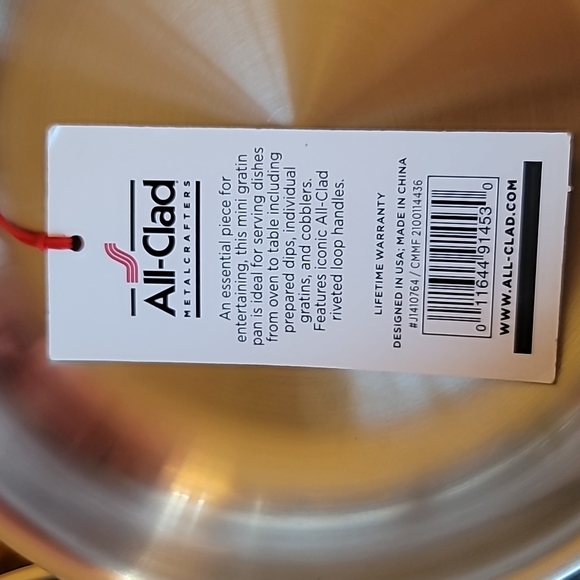 All-Clad
METALCRAFTERS
An essential piece for
entertaining, this mini gratin
pan is ideal for serving dishes
from oven to table including
prepared dips, individual
gratins, and cobblers.
Features iconic All-Clad
riveted loop handles.
LIFETIME WARRANTY
DESIGNED IN USA; MADE IN CHINA
#J1410764 / CMMF 2100114436
0 11644 91453 0
WWW.ALL-CLAD.COM